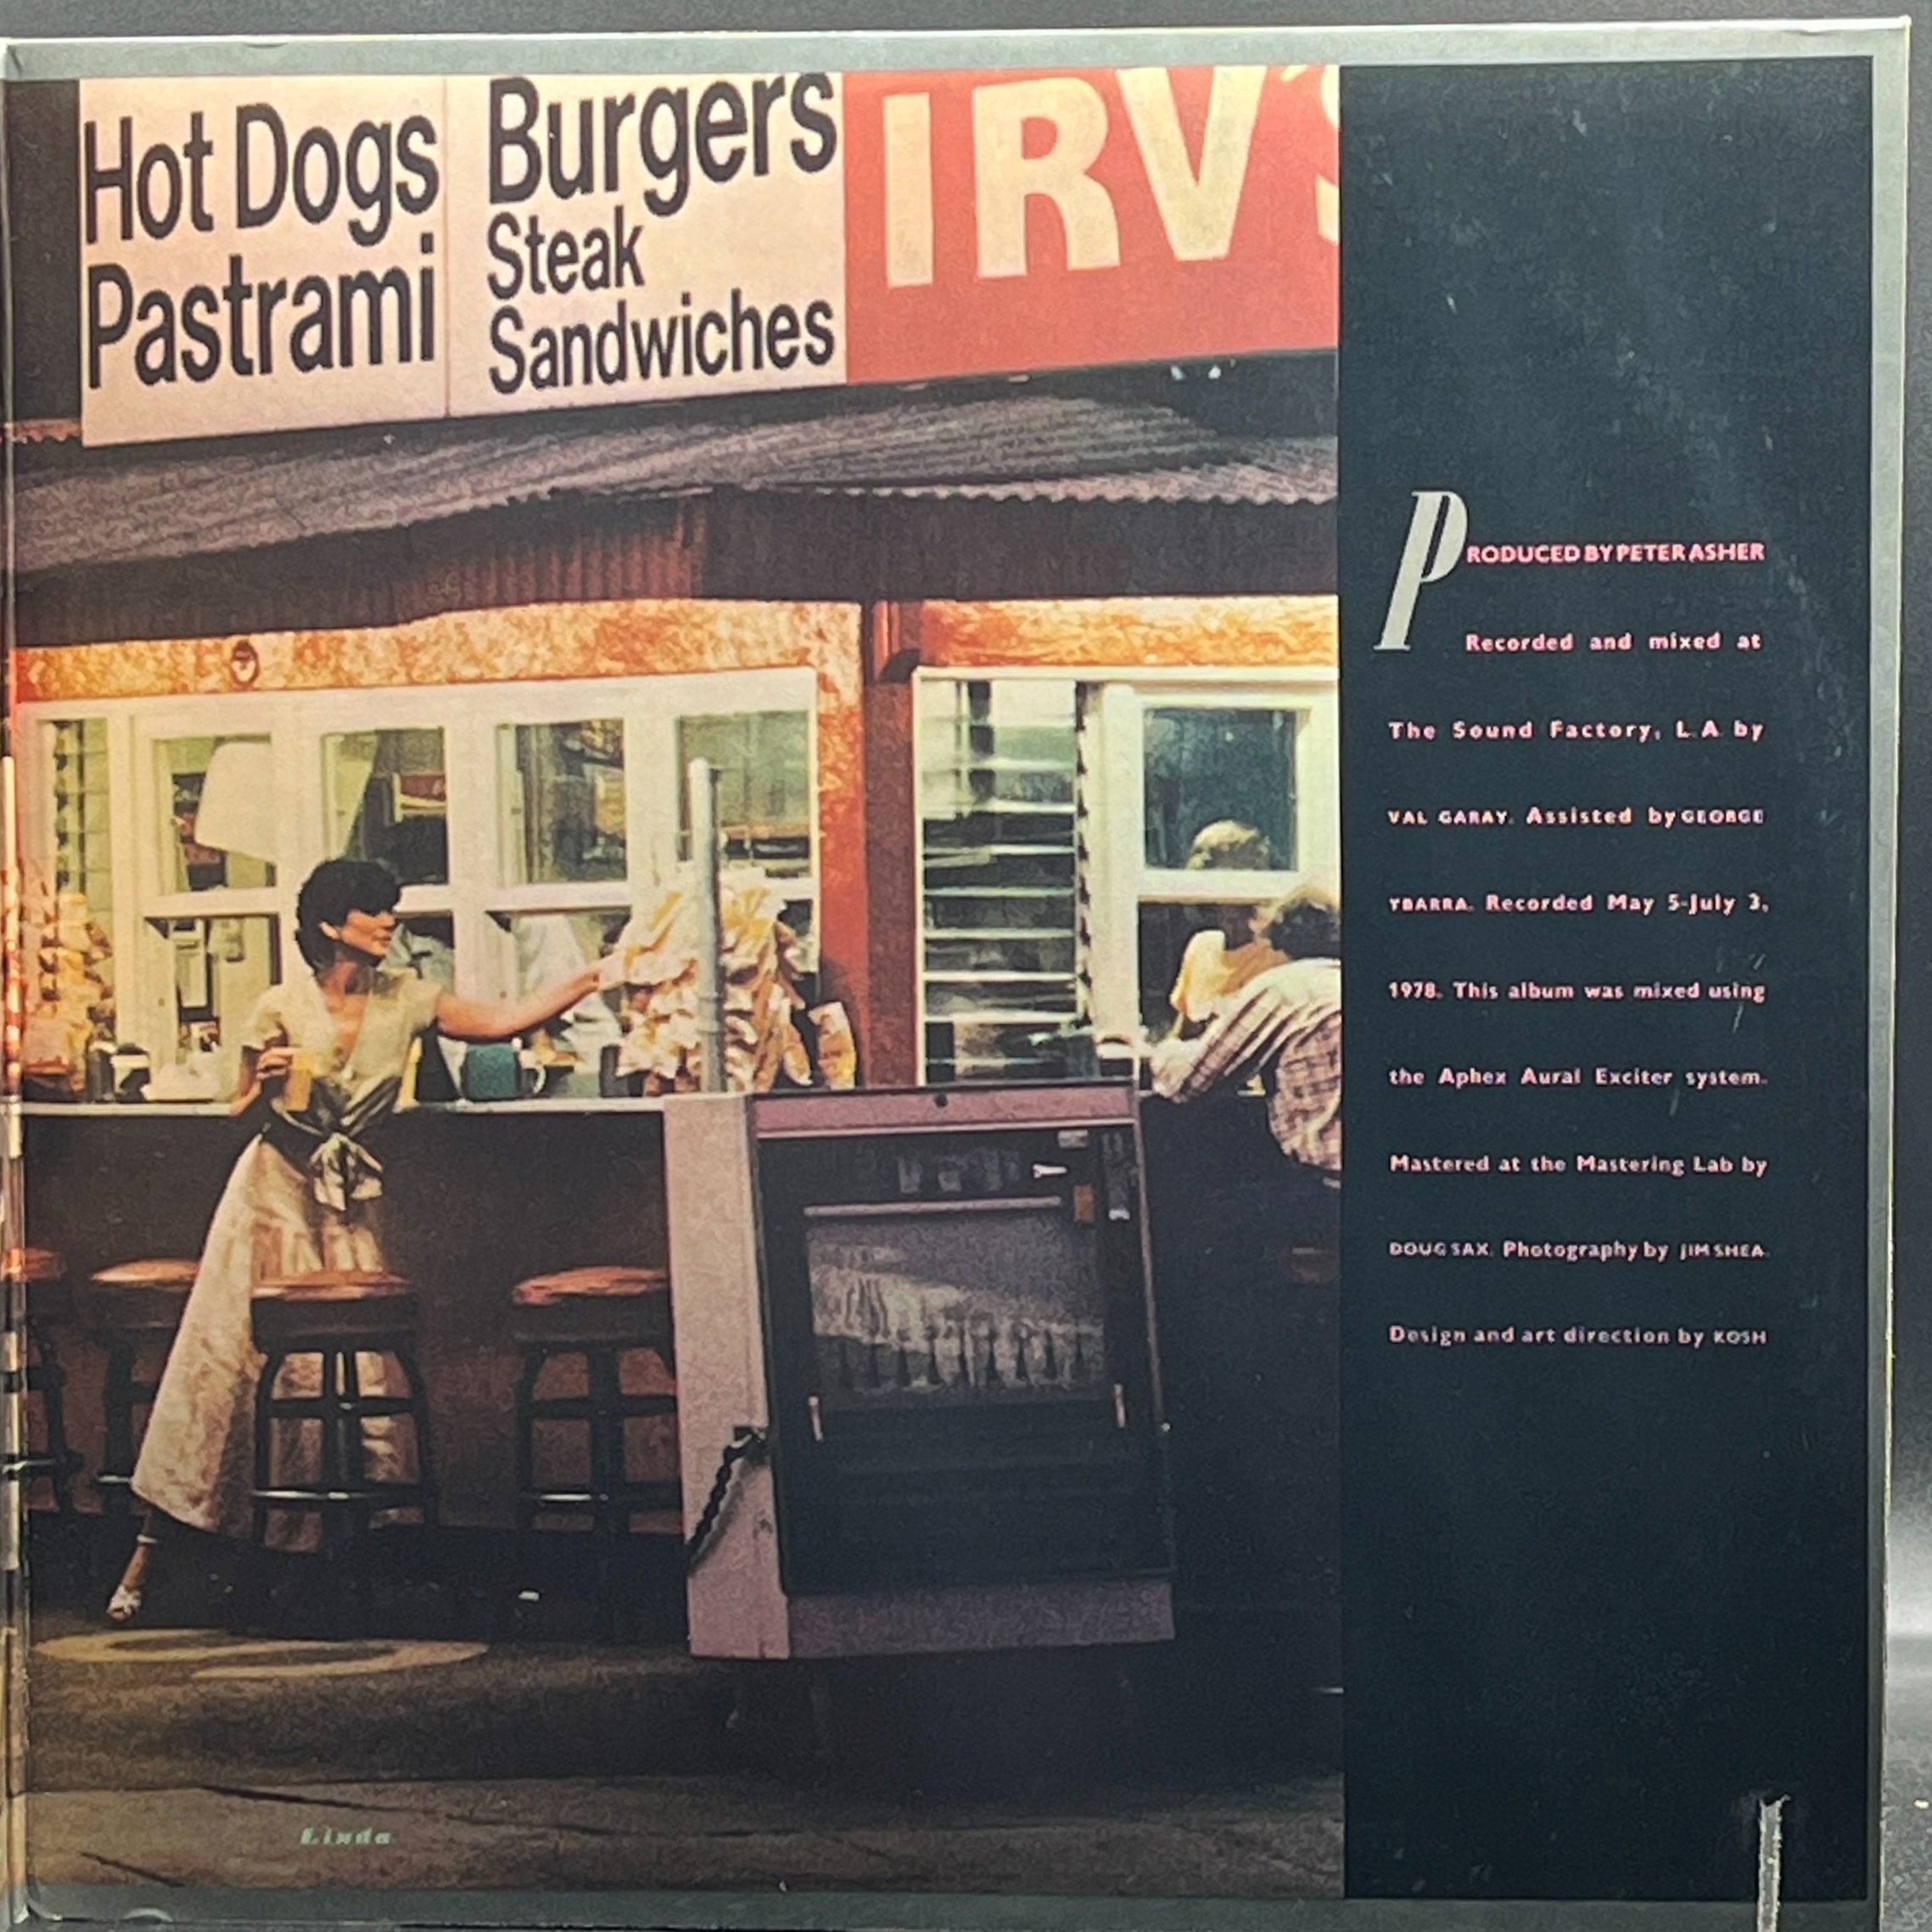 Hot Dogs
Pastrami
Burgers
Steak
Sandwiches
IRV'S
PRODUCED BY PETER ASHER
Recorded and mixed at
The Sound Factory, L.A by
VAL GARAY. Assisted by GEORGE
YBARRA. Recorded May 5-July 3,
1978. This album was mixed using
the Aphex Aural Exciter system.
Mastered at the Mastering Lab by
DOUG SAX. Photography by JIM SHEA.
Design and art direction by KOSH
Linda